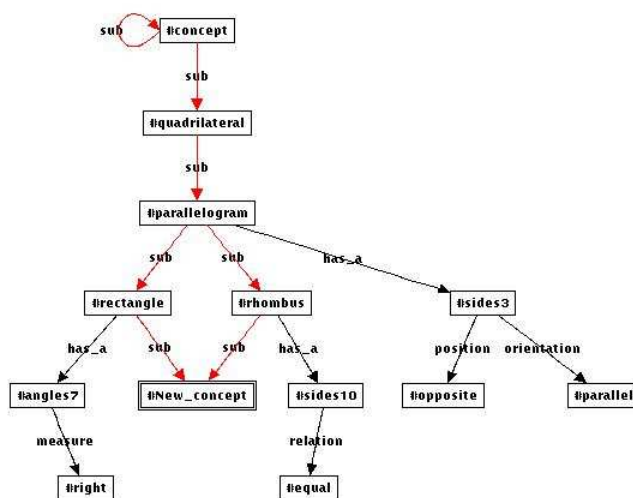 sub
#concept
sub
#quadrilateral
sub
#parallelogram
sub
sub
has_a
#rectangle
#rhombus
#sides3
has_a
sub
sub
has_a
position
orientation
#angles7
#New_concept
#sides10
#opposite
#parallel
measure
relation
#right
#equal